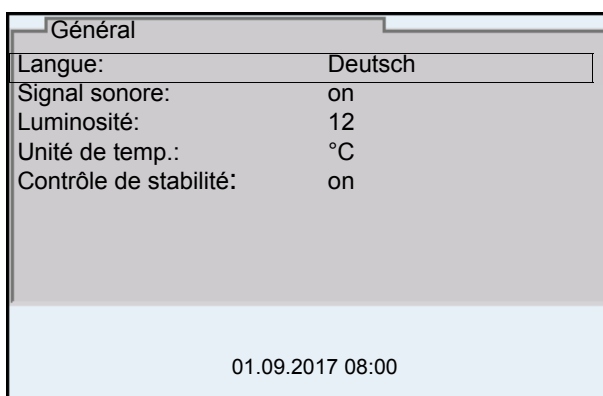 Général
Langue: Deutsch
Signal sonore: on
Luminosité: 12
Unité de temp.: °C
Contrôle de stabilité: on
01.09.2017 08:00